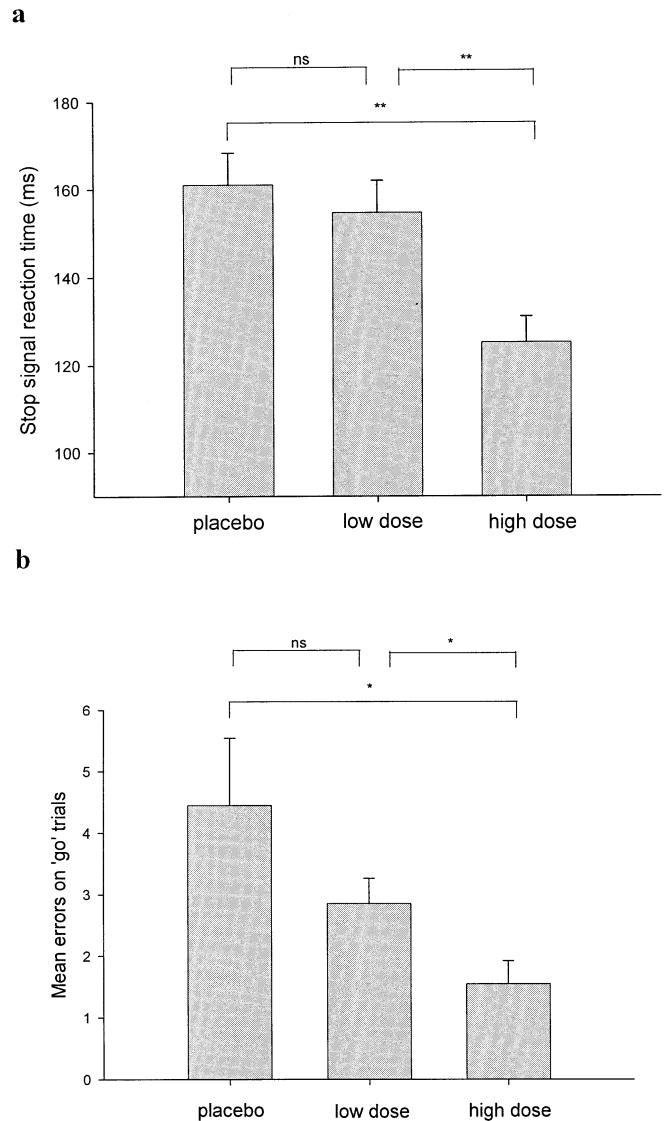 a
ns
**
**
180
160
140
120
100
Stop signal reaction time (ms)
placebo low dose high dose
b
ns
*
*
6
5
4
3
2
1
0
Mean errors on 'go' trials
placebo low dose high dose